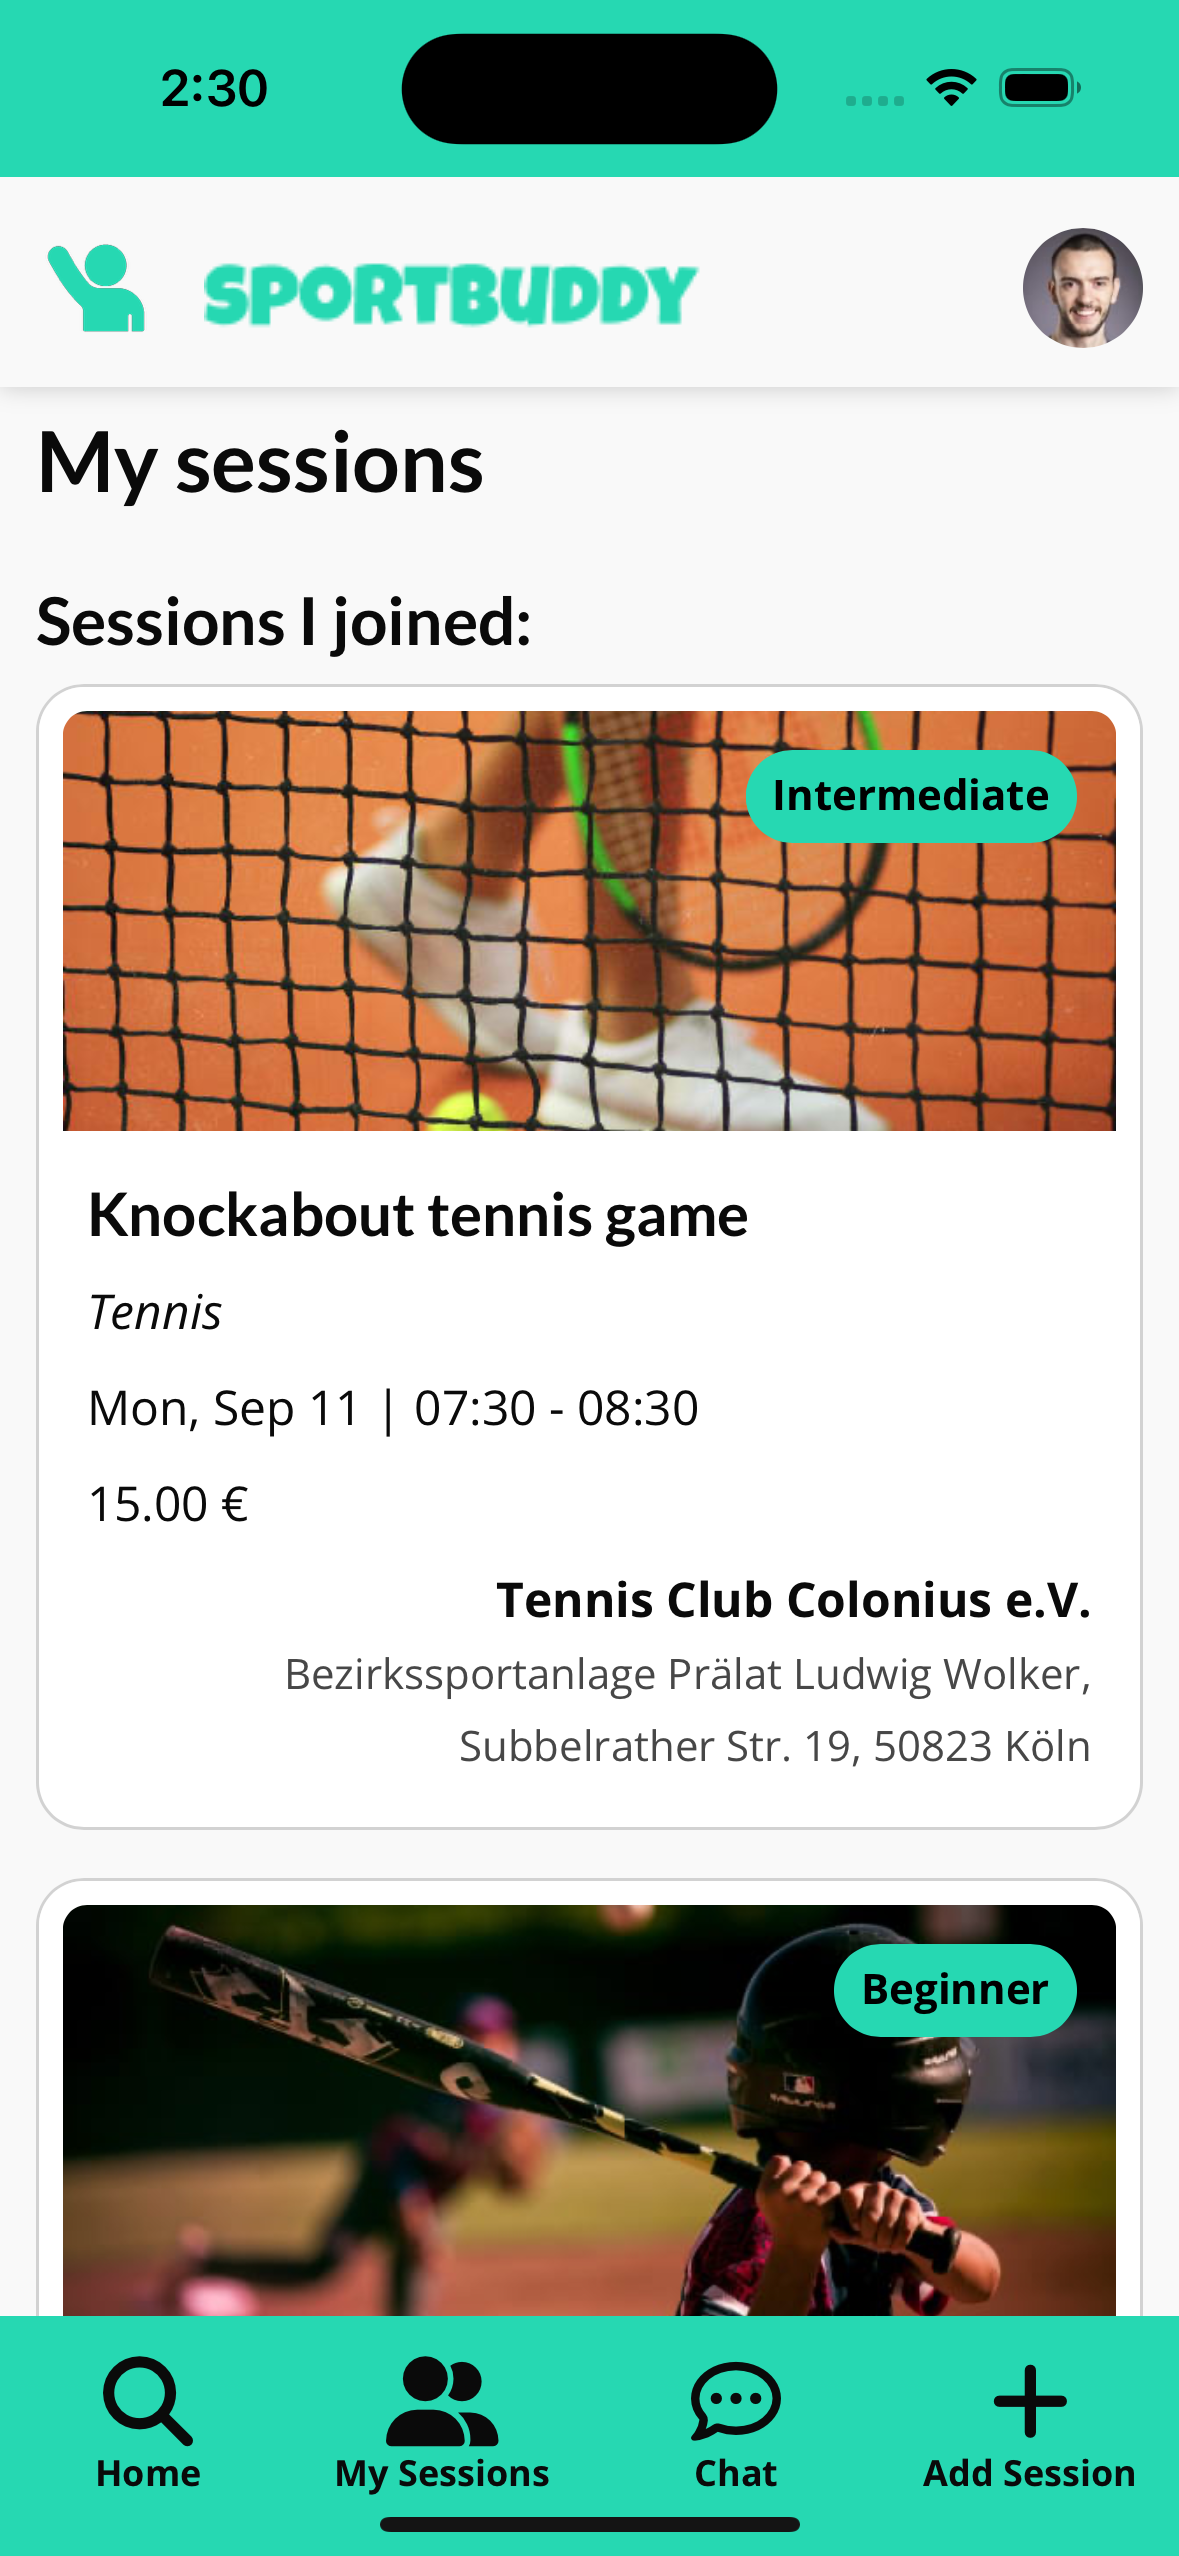 2:30
SPORTBUDDY
My sessions
Sessions I joined:
Intermediate
Knockabout tennis game
Tennis
Mon, Sep 11 | 07:30 - 08:30
15.00 €
Tennis Club Colonius e.V.
Bezirkssportanlage Prälat Ludwig Wolker,
Subbelrather Str. 19, 50823 Köln
Beginner
Home
My Sessions
Chat
Add Session